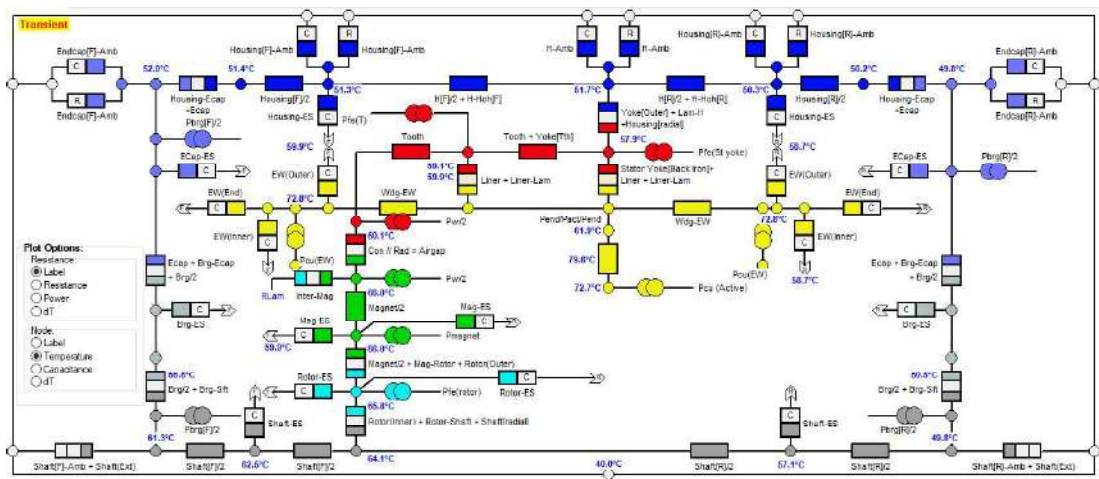 Transient
Endcap[F]-Amb
C
R
Endcap[F]-Amb
52.0°C
51.4°C
Housing-Ecap
+Ecap
Housing[F]/2
Housing[F]-Amb
C
R
Housing[F]-Amb
51.3°C
H[F]/2 + H-Hsh[F]
C
R
51.7°C
H[R]/2 + H-Hsh[R]
Housing[R]-Amb
C
R
Housing[R]-Amb
50.3°C
Housing[R]/2
50.2°C
Housing-Ecap
+Ecap
49.8°C
Endcap[R]-Amb
C
R
Endcap[R]-Amb
Pbrg[F]/2
ECap-ES
C
Housing-ES
C
59.9°C
Pfe(T)
Tooth
Tooth + Yoke[Tth]
Yoke[Outer] + Lam-H
+Housing[radial]
57.9°C
Pfe(St yoke)
Housing-ES
C
58.7°C
ECap-ES
C
Pbrg[R]/2
C
EW(Outer)
59.9°C
Liner + Liner-Lam
Stator Yoke[Back Iron]+
Liner + Liner-Lam
C
EW(Outer)
EW(End)
C
72.8°C
Wdg-EW
Pend/Pact/Pend
61.9°C
Wdg-EW
72.8°C
EW(End)
C
EW(Inner)
C
Pcu(EW)
60.1°C
Con // Rad = Airgap
79.6°C
72.7°C
Pcu (Active)
Pcu(EW)
EW(Inner)
C
58.7°C
Plot Options:
Resistance:
Label
Resistance
Power
dT
Node:
Label
Temperature
Capacitance
dT
Ecap + Brg-Ecap
+ Brg/2
RLam
Inter-Mag
66.0°C
Magnet/2
Ecap + Brg-Ecap
+ Brg/2
Brg-ES
C
Mag-ES
C
59.9°C
66.0°C
Pmagnet
Mag-ES
C
Brg-ES
C
Magnet/2 + Mag-Rotor + Rotor(Outer)
Brg/2 + Brg-Sft
Rotor-ES
C
65.8°C
Pfe(rotor)
C
Rotor-ES
Brg/2 + Brg-Sft
Pbrg[F]/2
C
Shaft-ES
Rotor(Inner) + Rotor-Shaft + Shaft[radial]
C
Shaft-ES
Pbrg[R]/2
61.3°C
62.5°C
64.1°C
40.0°C
57.1°C
49.8°C
Shaft[F]-Amb + Shaft(Ext)
Shaft[F]/2
Shaft[F]/2
Shaft[R]/2
Shaft[R]/2
Shaft[R]-Amb + Shaft(Ext)